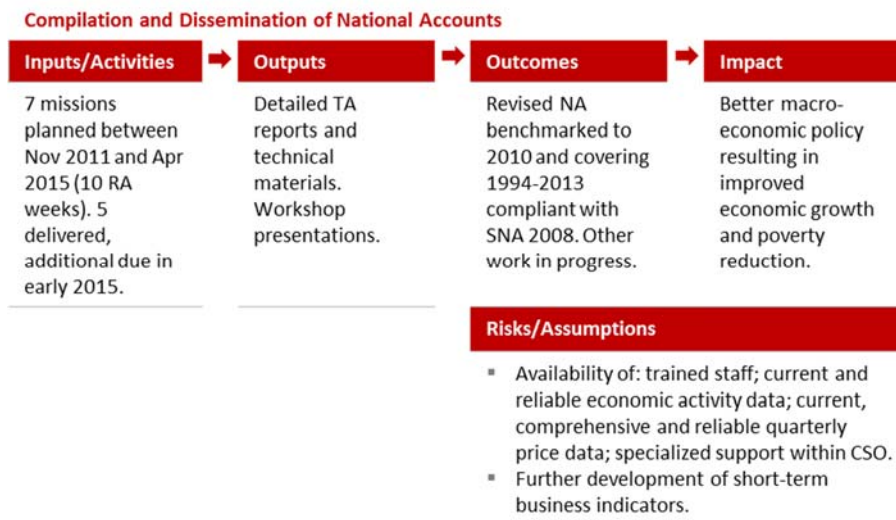 Compilation and Dissemination of National Accounts
Inputs/Activities
7 missions
planned between
Nov 2011 and Apr
2015 (10 RA
weeks). 5
delivered,
additional due in
early 2015.
Outputs
Detailed TA
reports and
technical
materials.
Workshop
presentations.
Outcomes
Revised NA
benchmarked to
2010 and covering
1994-2013
compliant with
SNA 2008. Other
work in progress.
Impact
Better macro-
economic policy
resulting in
improved
economic growth
and poverty
reduction.
Risks/Assumptions
▪ Availability of: trained staff; current and
reliable economic activity data; current,
comprehensive and reliable quarterly
price data; specialized support within CSO.
▪ Further development of short-term
business indicators.